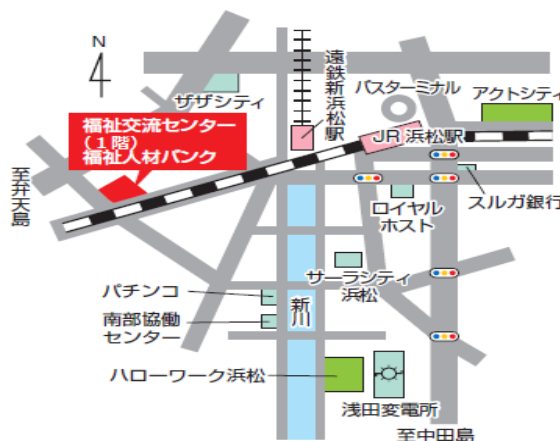 N
ザザシティ
遠鉄新浜松駅
バスターミナル
アクトシティ
JR 浜松駅
福祉交流センター
(1階)
福祉人材バンク
至弁天島
スルガ銀行
ロイヤル
ホスト
サーラシティ
浜松
パチンコ
新川
南部協働
センター
ハローワーク浜松
浅田変電所
至中田島